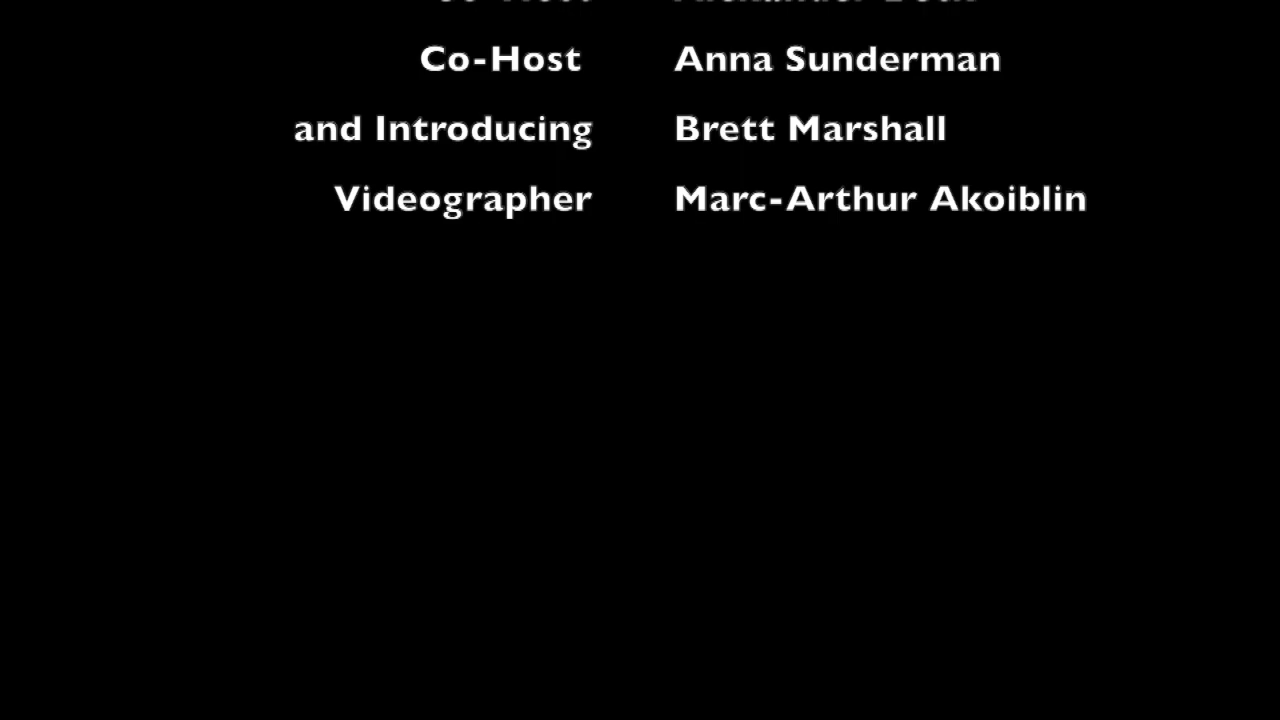 Co-Host Anna Sunderman
and Introducing Brett Marshall
Videographer Marc-Arthur Akoiblin